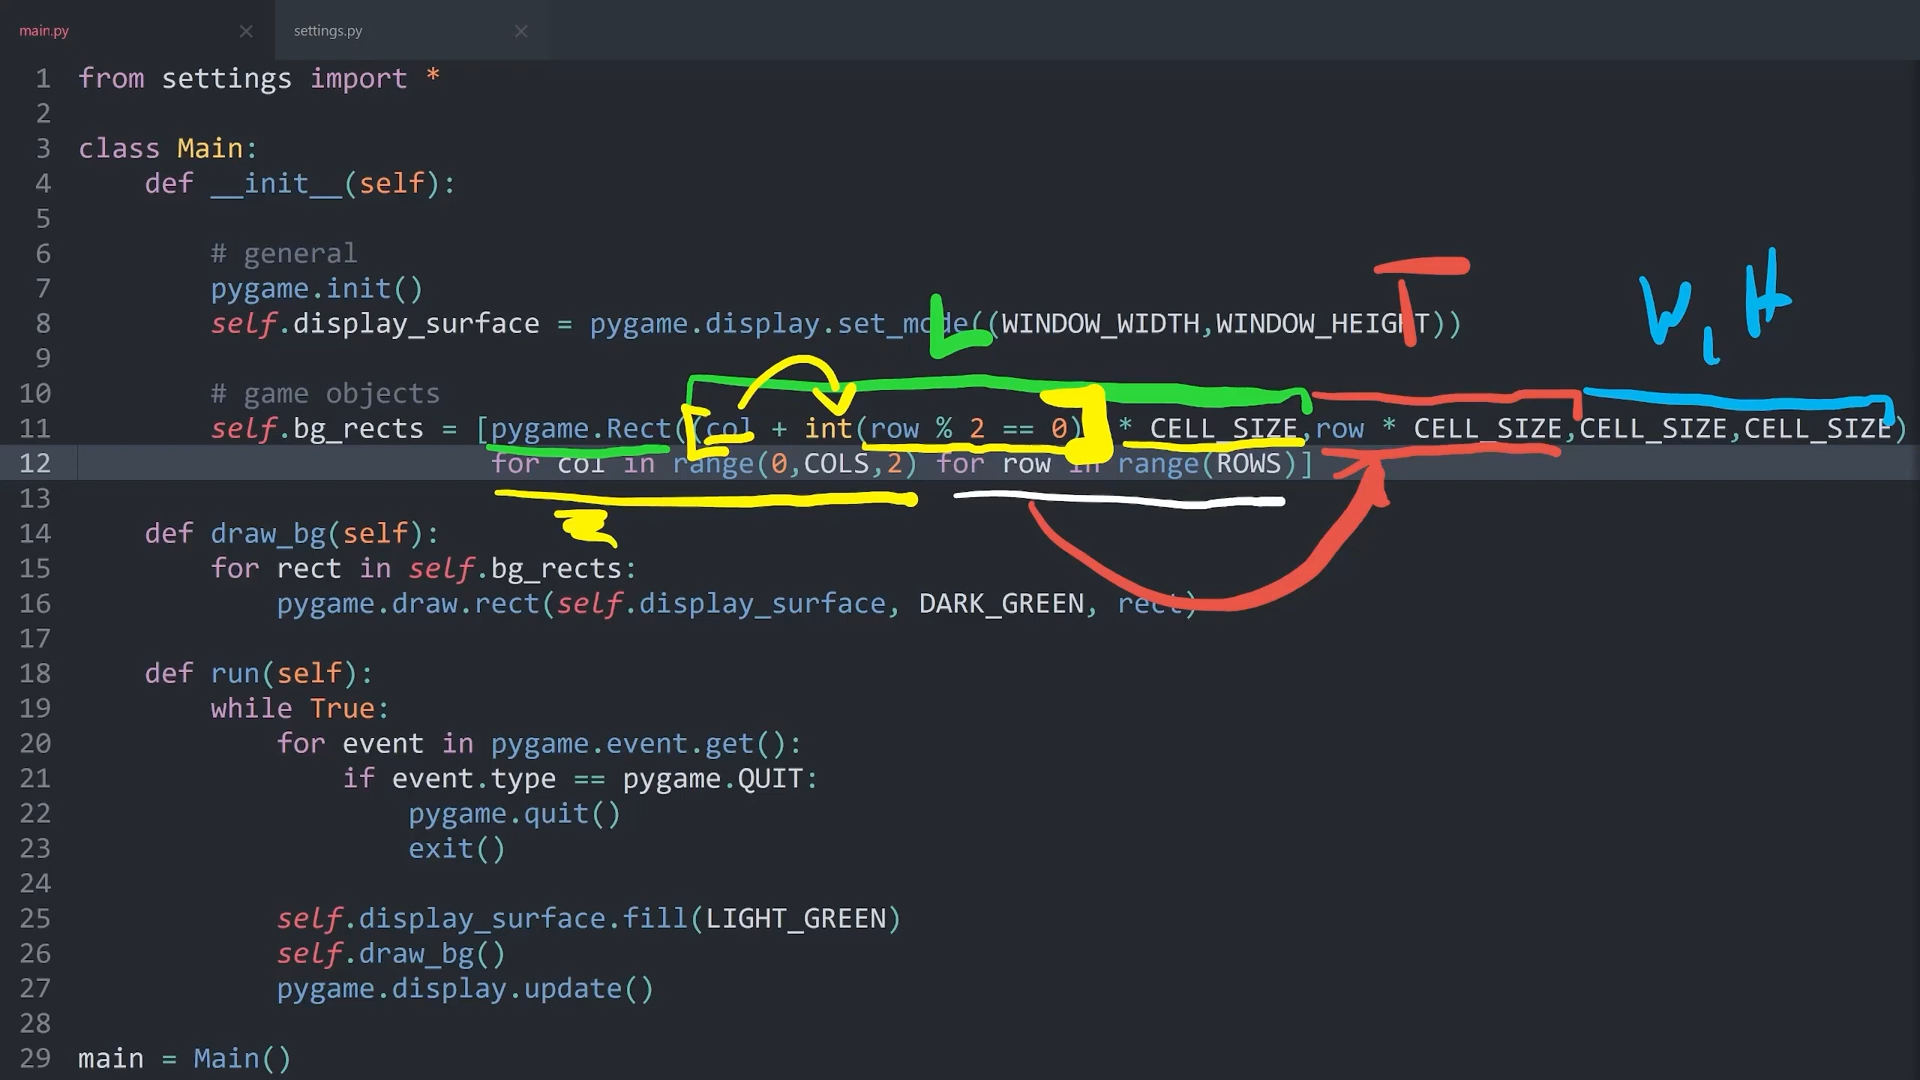 main.py × settings.py ×
1 from settings import *
2
3 class Main:
4 def __init__(self):
5
6 # general
7 pygame.init()
8 self.display_surface = pygame.display.set_mode((WINDOW_WIDTH,WINDOW_HEIGHT))
L T W, H
9
10 # game objects
11 self.bg_rects = [pygame.Rect((col + int(row % 2 == 0)) * CELL_SIZE,row * CELL_SIZE,CELL_SIZE,CELL_SIZE)
12 for col in range(0,COLS,2) for row in range(ROWS)]
13
14 def draw_bg(self):
15 for rect in self.bg_rects:
16 pygame.draw.rect(self.display_surface, DARK_GREEN, rect)
17
18 def run(self):
19 while True:
20 for event in pygame.event.get():
21 if event.type == pygame.QUIT:
22 pygame.quit()
23 exit()
24
25 self.display_surface.fill(LIGHT_GREEN)
26 self.draw_bg()
27 pygame.display.update()
28
29 main = Main()